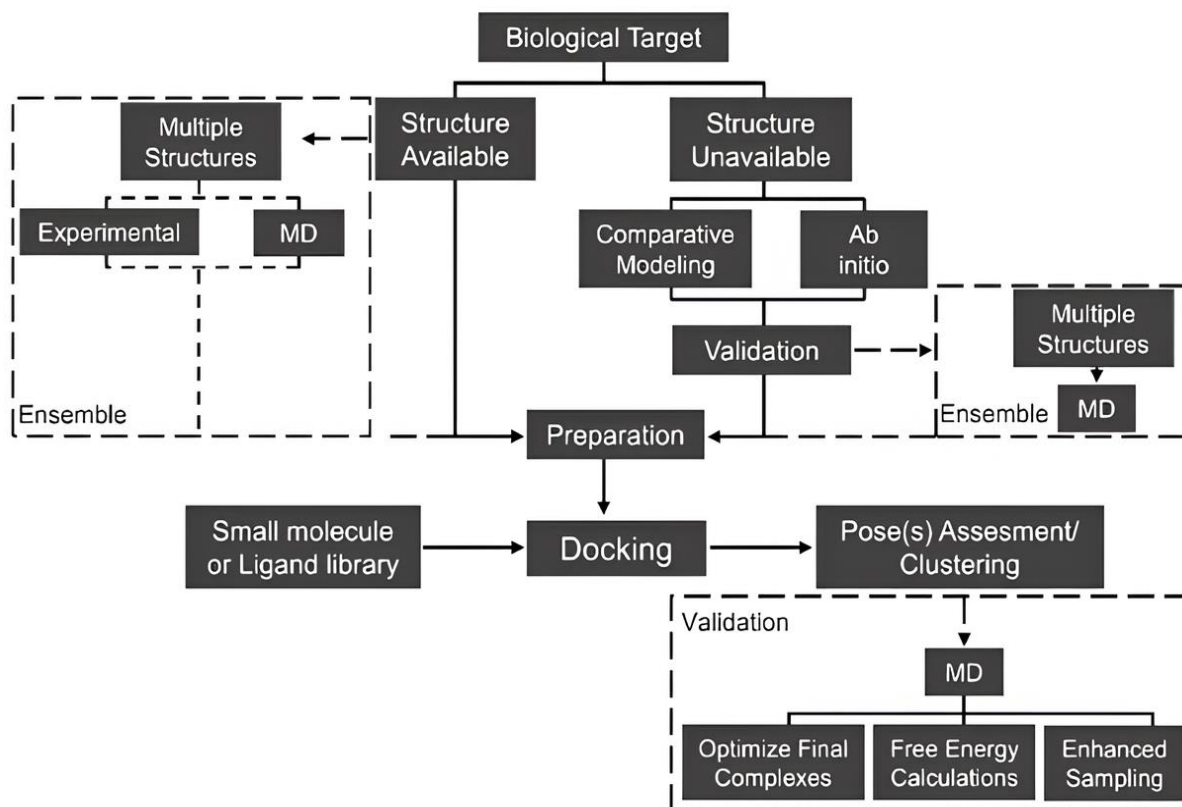 Biological Target
Multiple
Structures
Structure
Available
Structure
Unavailable
Experimental
MD
Comparative
Modeling
Ab
initio
Multiple
Structures
Validation
MD
Ensemble
Ensemble
Preparation
Small molecule
or Ligand library
Docking
Pose(s) Assesment/
Clustering
Validation
MD
Optimize Final
Complexes
Free Energy
Calculations
Enhanced
Sampling